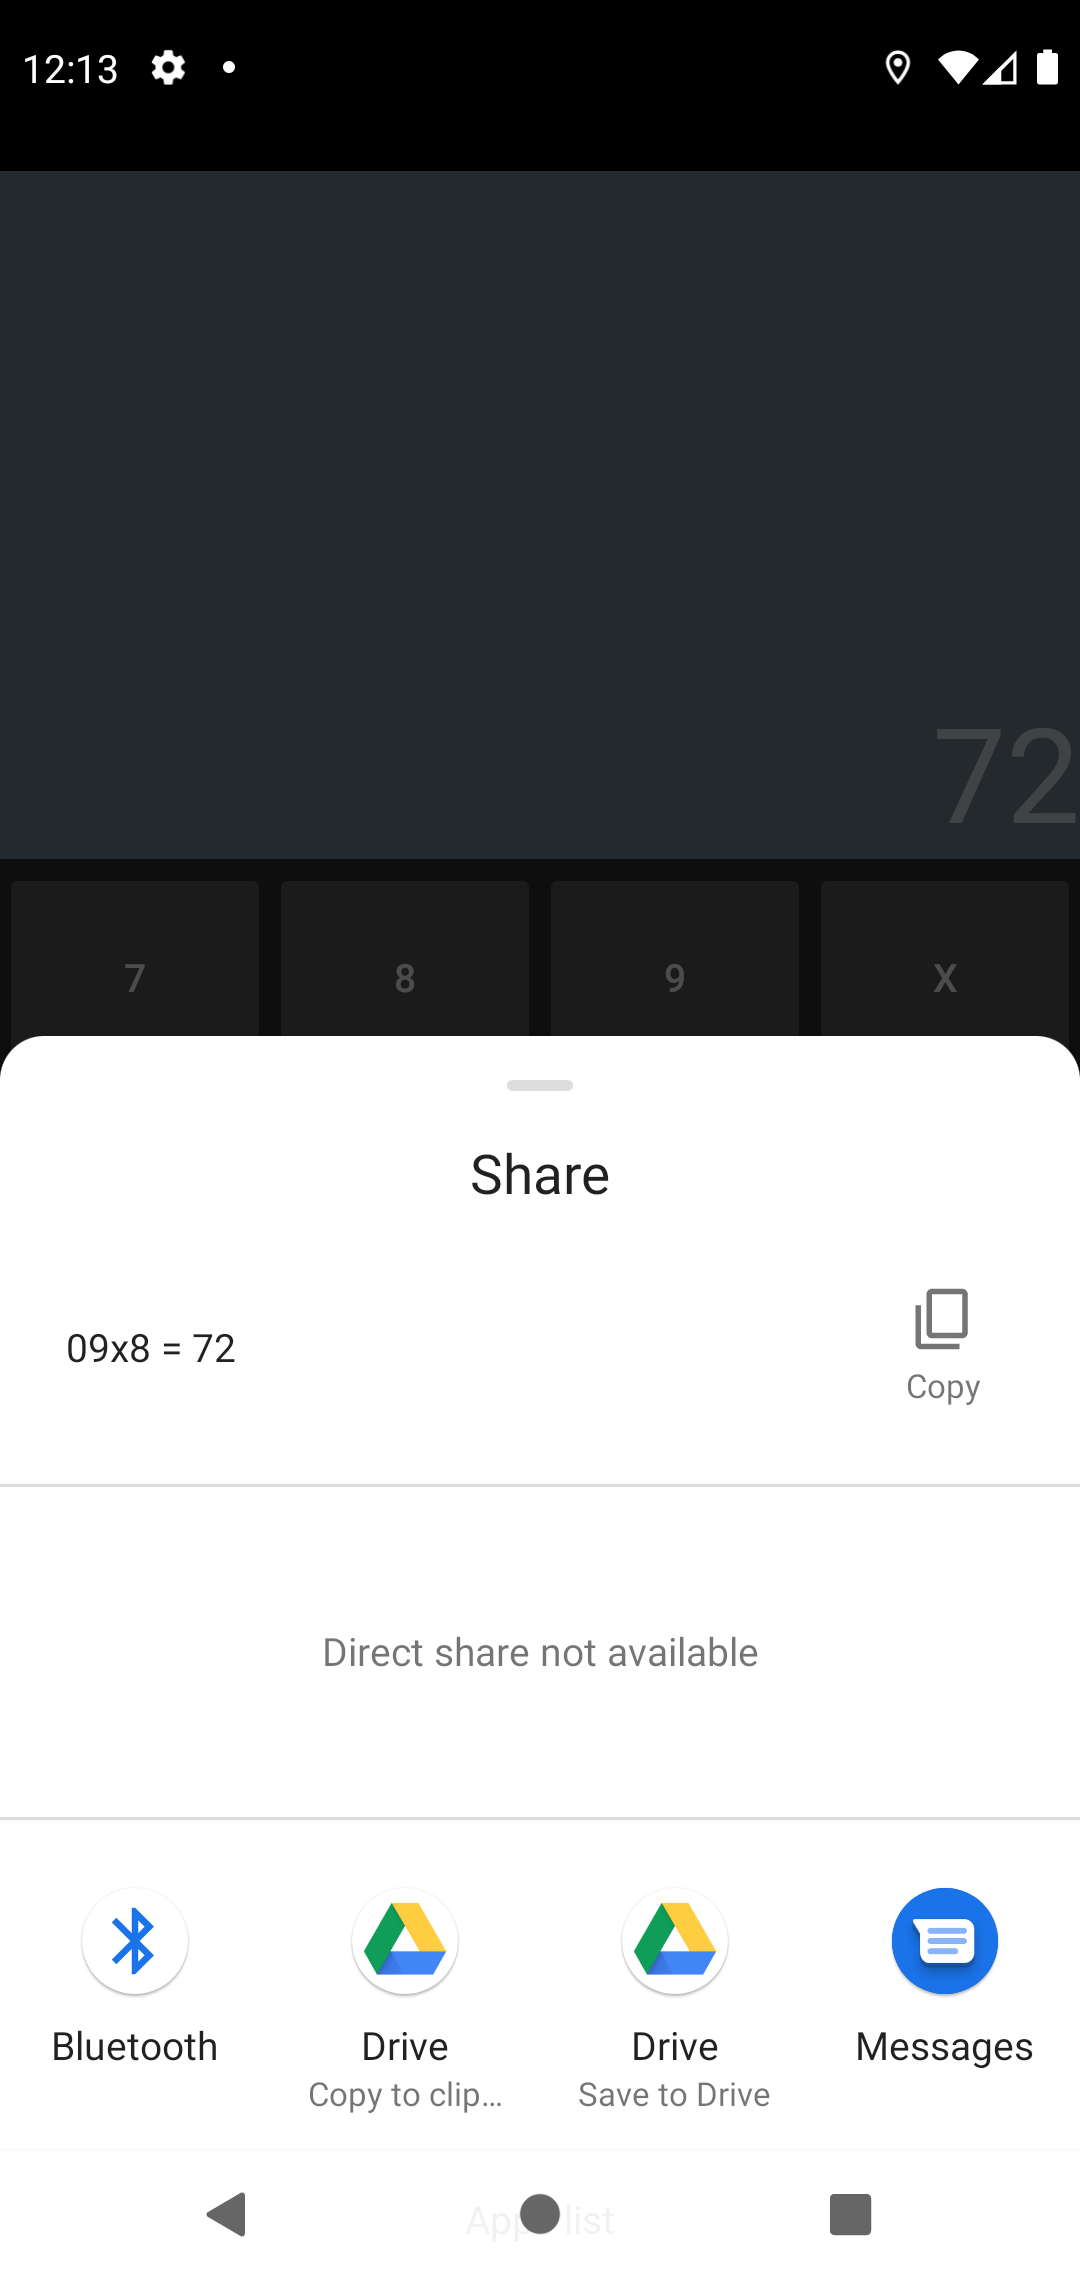 12:13
72
7 8 9 X
Share
09x8 = 72
Copy
Direct share not available
Bluetooth Drive Drive Messages
Copy to clip... Save to Drive
list